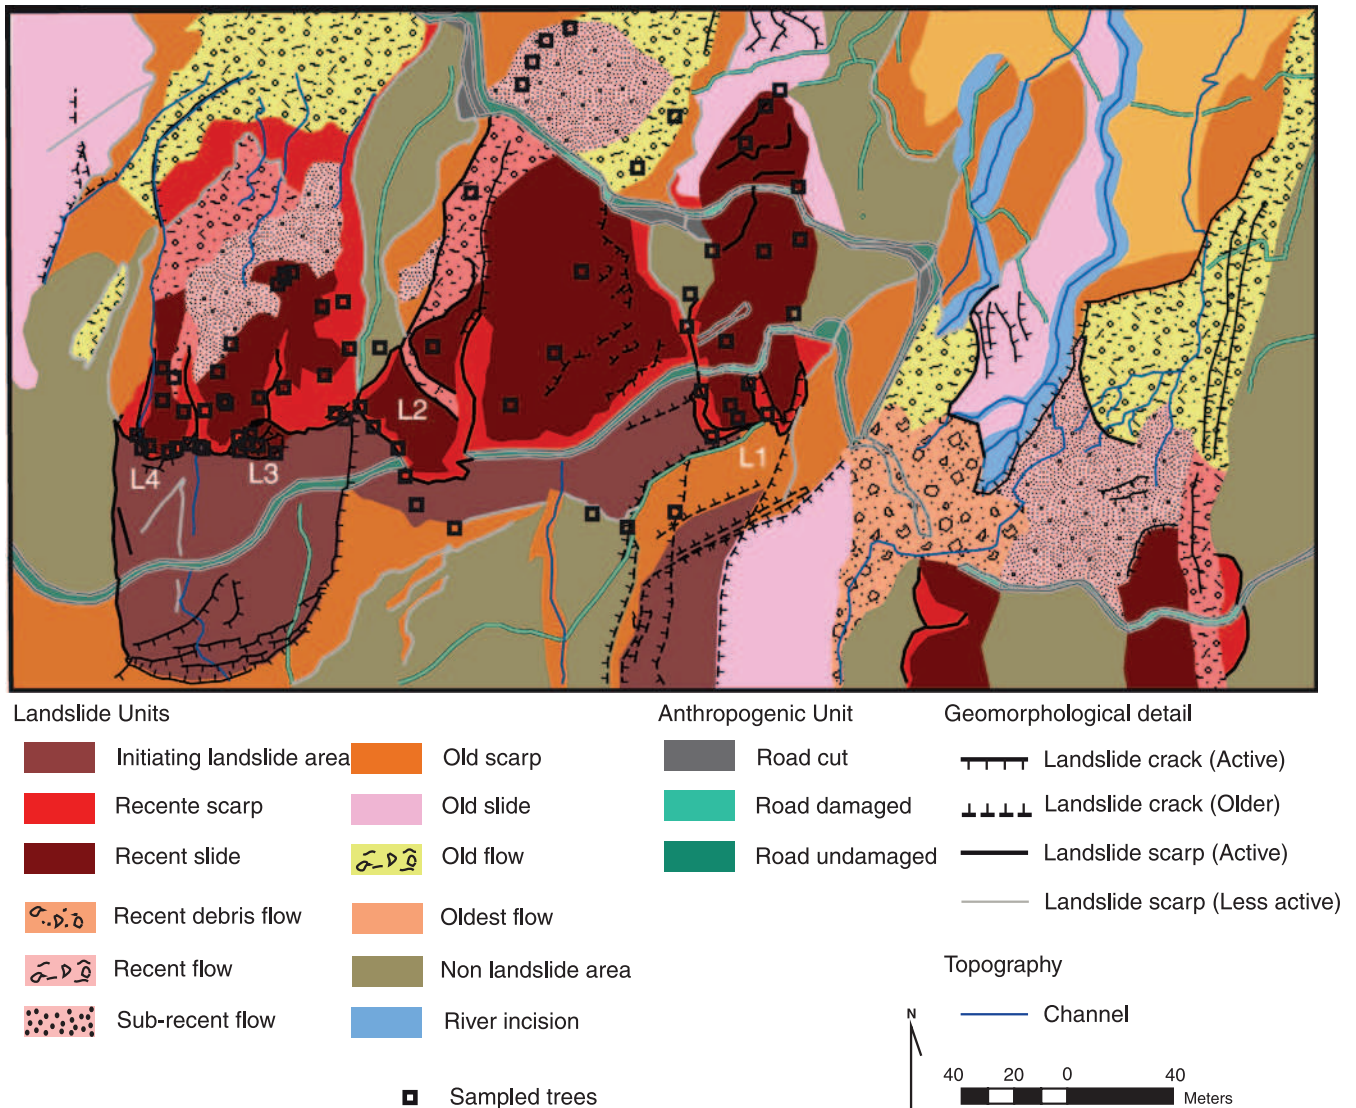 L1
L2
L3
L4
Landslide Units
Initiating landslide area
Recente scarp
Recent slide
Recent debris flow
Recent flow
Sub-recent flow
Old scarp
Old slide
Old flow
Oldest flow
Non landslide area
River incision
Sampled trees
Anthropogenic Unit
Road cut
Road damaged
Road undamaged
Geomorphological detail
Landslide crack (Active)
Landslide crack (Older)
Landslide scarp (Active)
Landslide scarp (Less active)
Topography
Channel
N
40 20 0 40
Meters